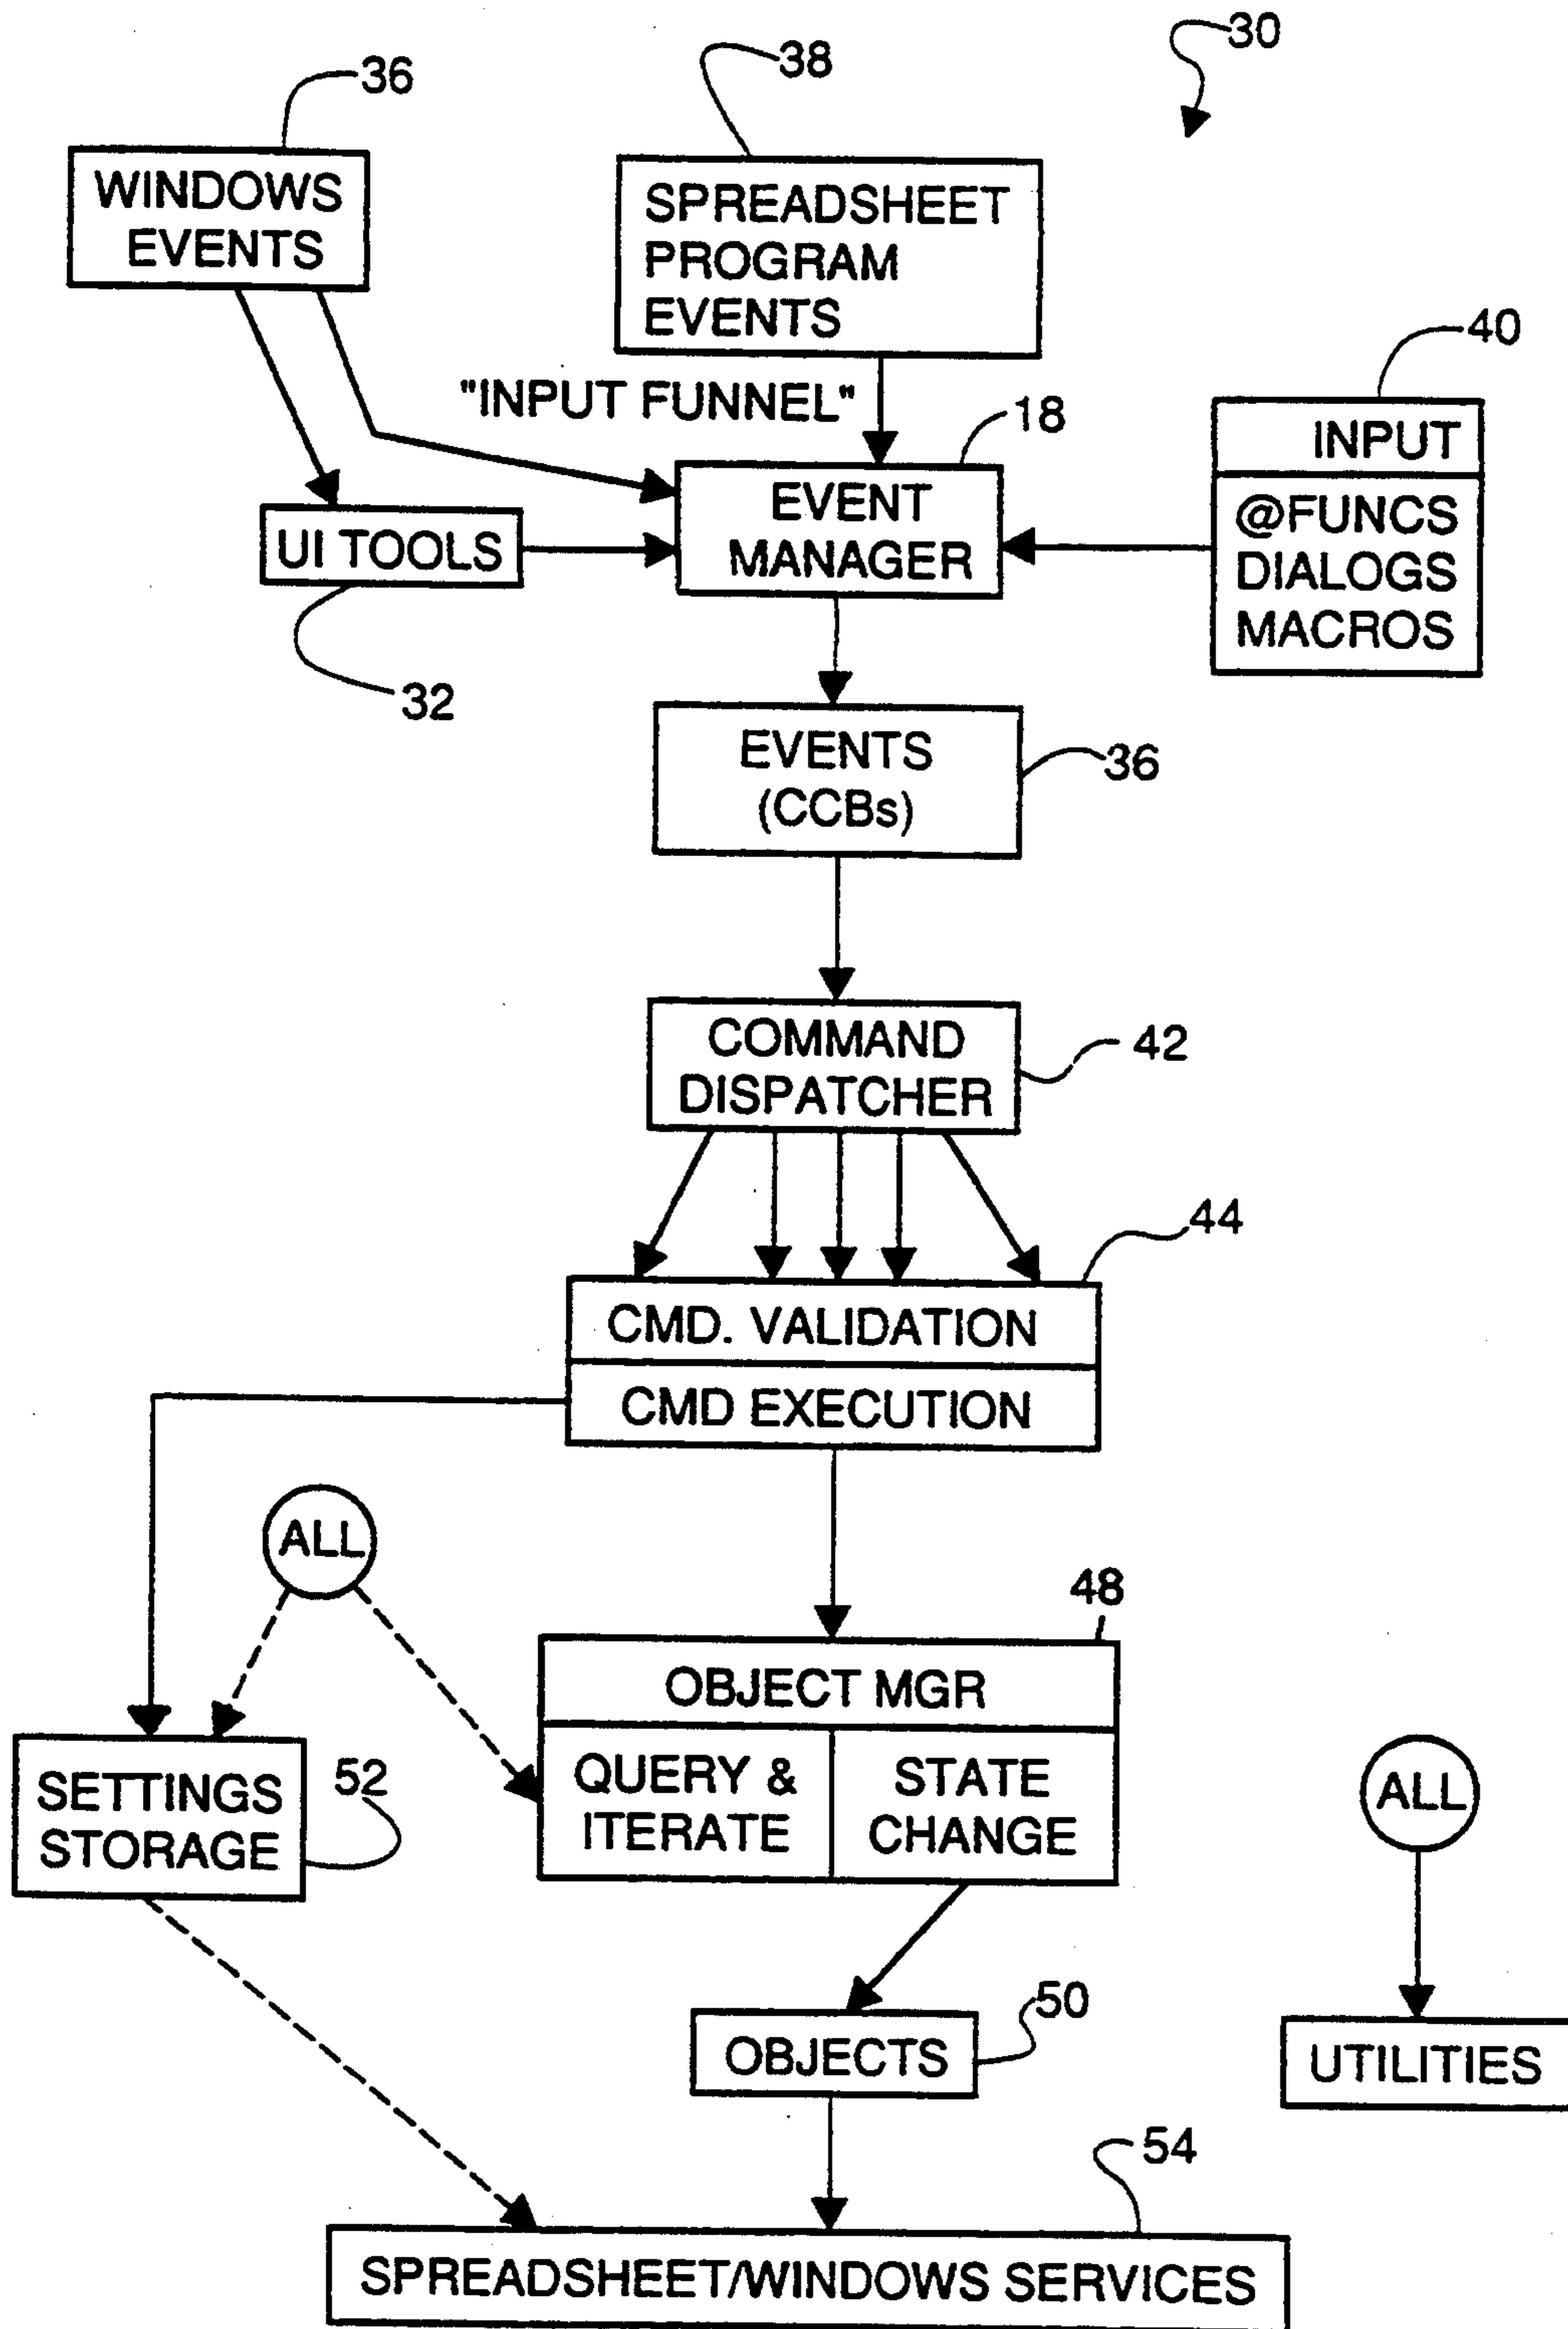 30
36
38
WINDOWS
EVENTS
SPREADSHEET
PROGRAM
EVENTS
40
"INPUT FUNNEL"
18
INPUT
@FUNCS
DIALOGS
MACROS
EVENT
MANAGER
UI TOOLS
32
EVENTS
(CCBs)
36
COMMAND
DISPATCHER
42
44
CMD. VALIDATION
CMD EXECUTION
ALL
48
OBJECT MGR
QUERY &
ITERATE
STATE
CHANGE
SETTINGS
STORAGE
52
ALL
50
OBJECTS
UTILITIES
54
SPREADSHEET/WINDOWS SERVICES